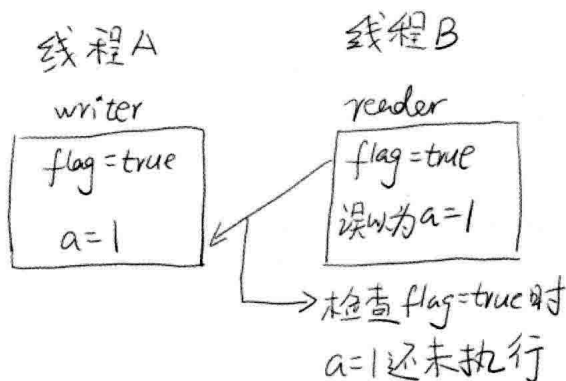 线程A
writer
flag=true
a=1
线程B
reader
flag=true
误以为a=1
检查flag=true时
a=1还未执行